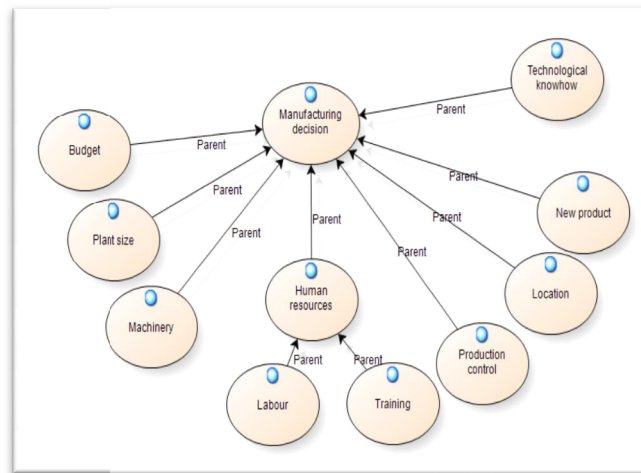 Technological
knowhow
Manufacturing
decision
Parent
Budget
Parent
Parent
New product
Plant size
Parent
Parent
Parent
Parent
Parent
Location
Human
resources
Machinery
Production
control
Parent
Parent
Labour
Training